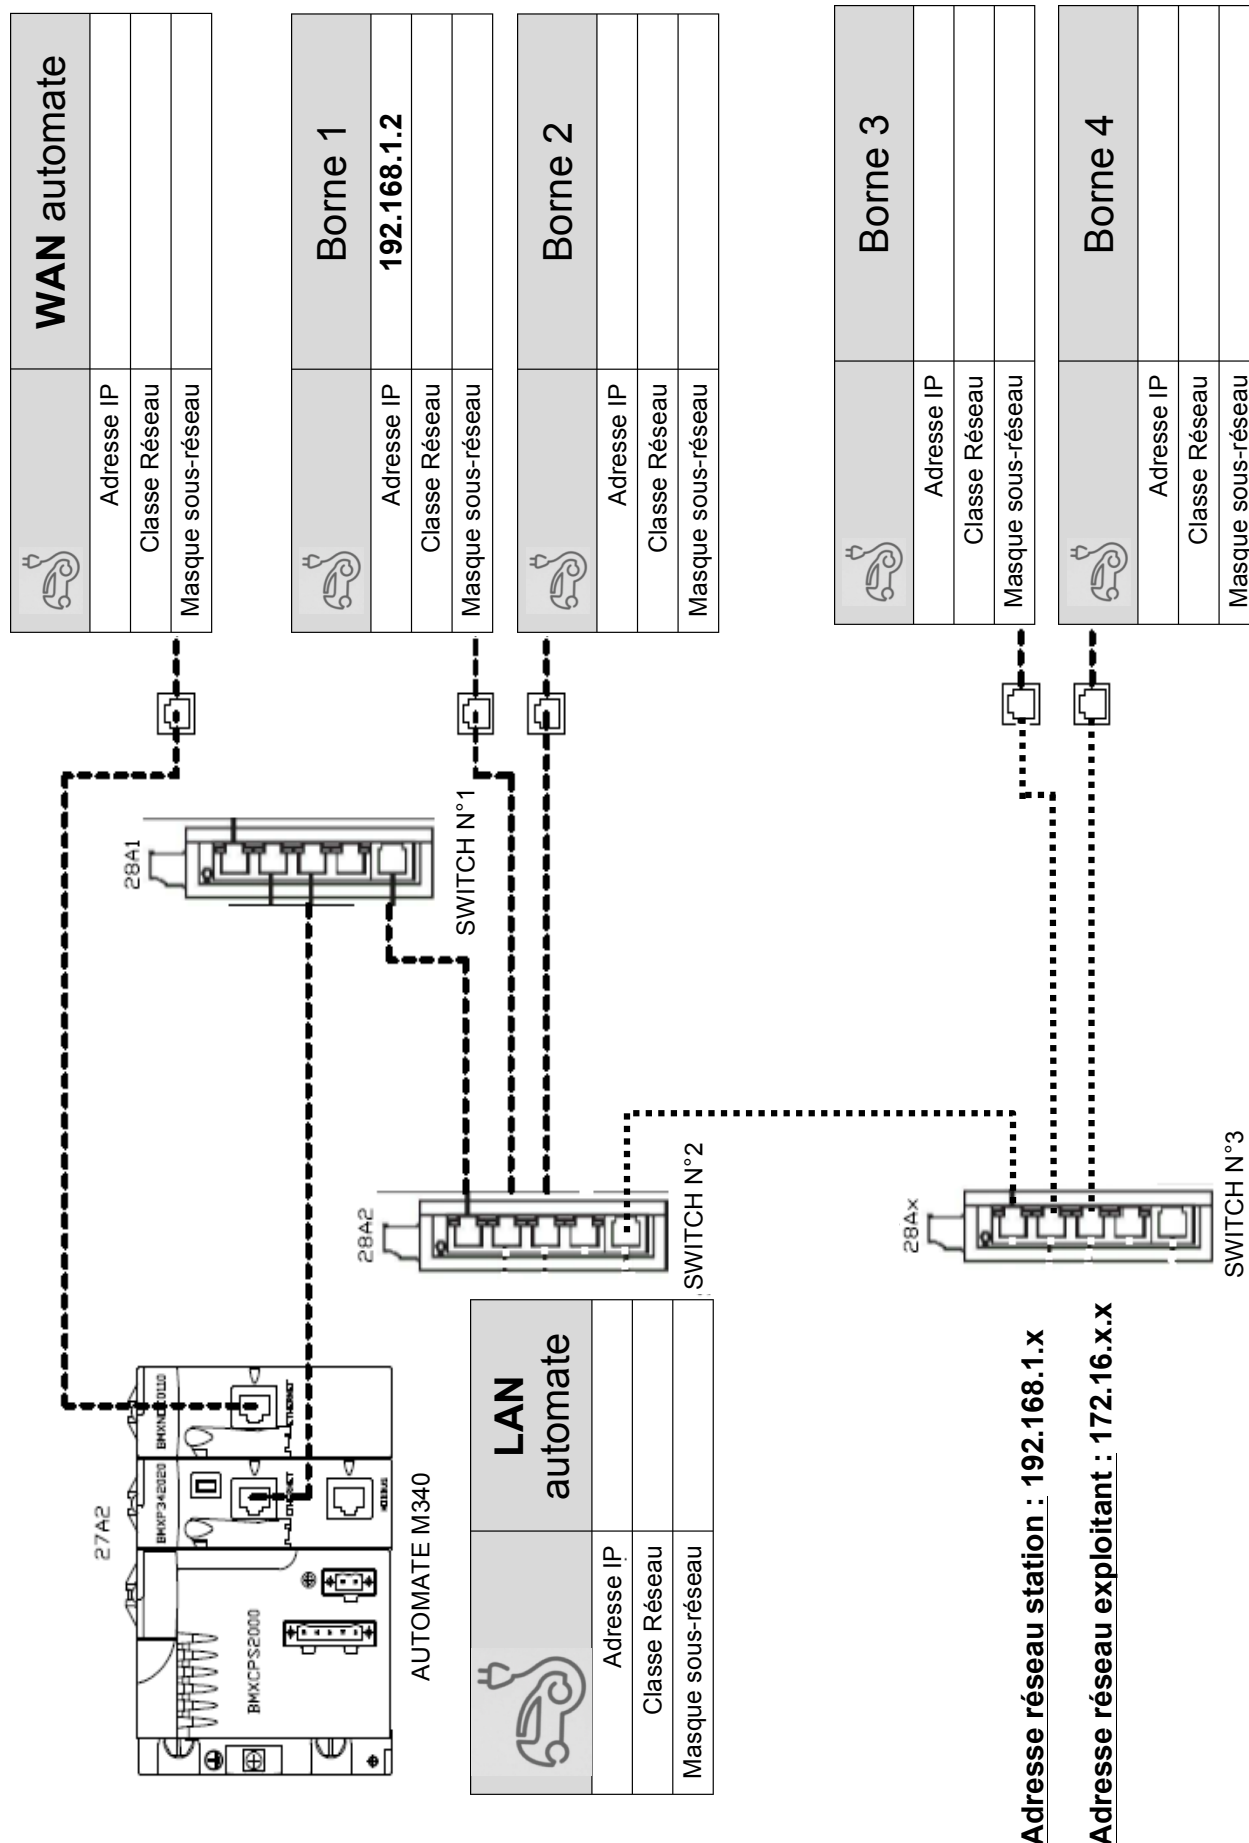 WAN automate
Adresse IP
Classe Réseau
Masque sous-réseau
Borne 1
Adresse IP 192.168.1.2
Classe Réseau
Masque sous-réseau
Borne 2
Adresse IP
Classe Réseau
Masque sous-réseau
Borne 3
Adresse IP
Classe Réseau
Masque sous-réseau
Borne 4
Adresse IP
Classe Réseau
Masque sous-réseau
28A1
SWITCH N°1
28A2
SWITCH N°2
28Ax
SWITCH N°3
27A2
BMXCPS2000
BMXP342020
ETHERNET
MODBUS
ETHERNET
AUTOMATE M340
LAN
automate
Adresse IP
Classe Réseau
Masque sous-réseau
Adresse réseau station : 192.168.1.x
Adresse réseau exploitant : 172.16.x.x